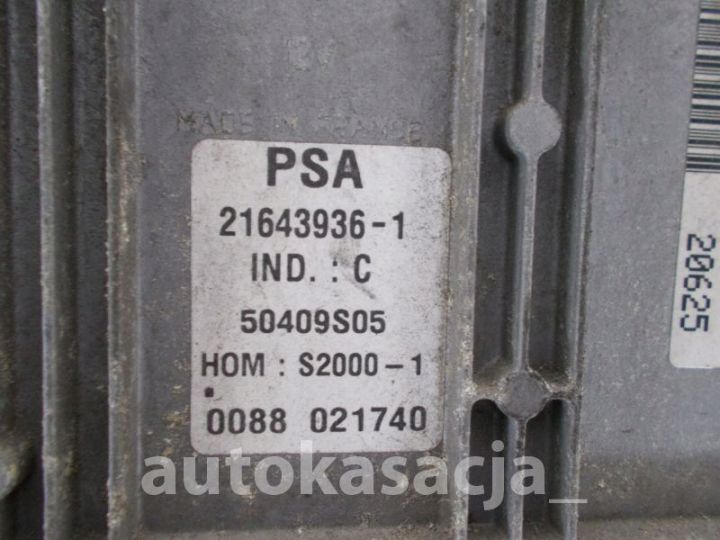 12V
MADE IN FRANCE
PSA
21643936-1
IND. : C
50409S05
HOM : S2000-1
0088 021740
20625
autokasacja_